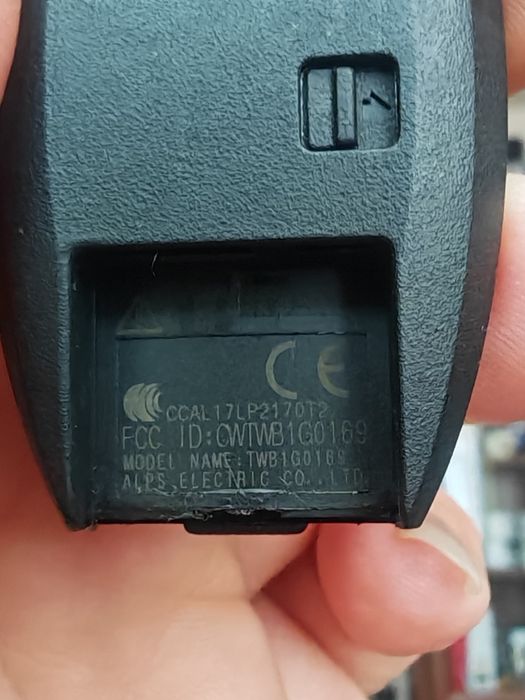 CE
CCAL17LP2170T2
FCC ID:CWTWB1G0169
MODEL NAME:TWB1G0169
ALPS ELECTRIC CO.,LTD